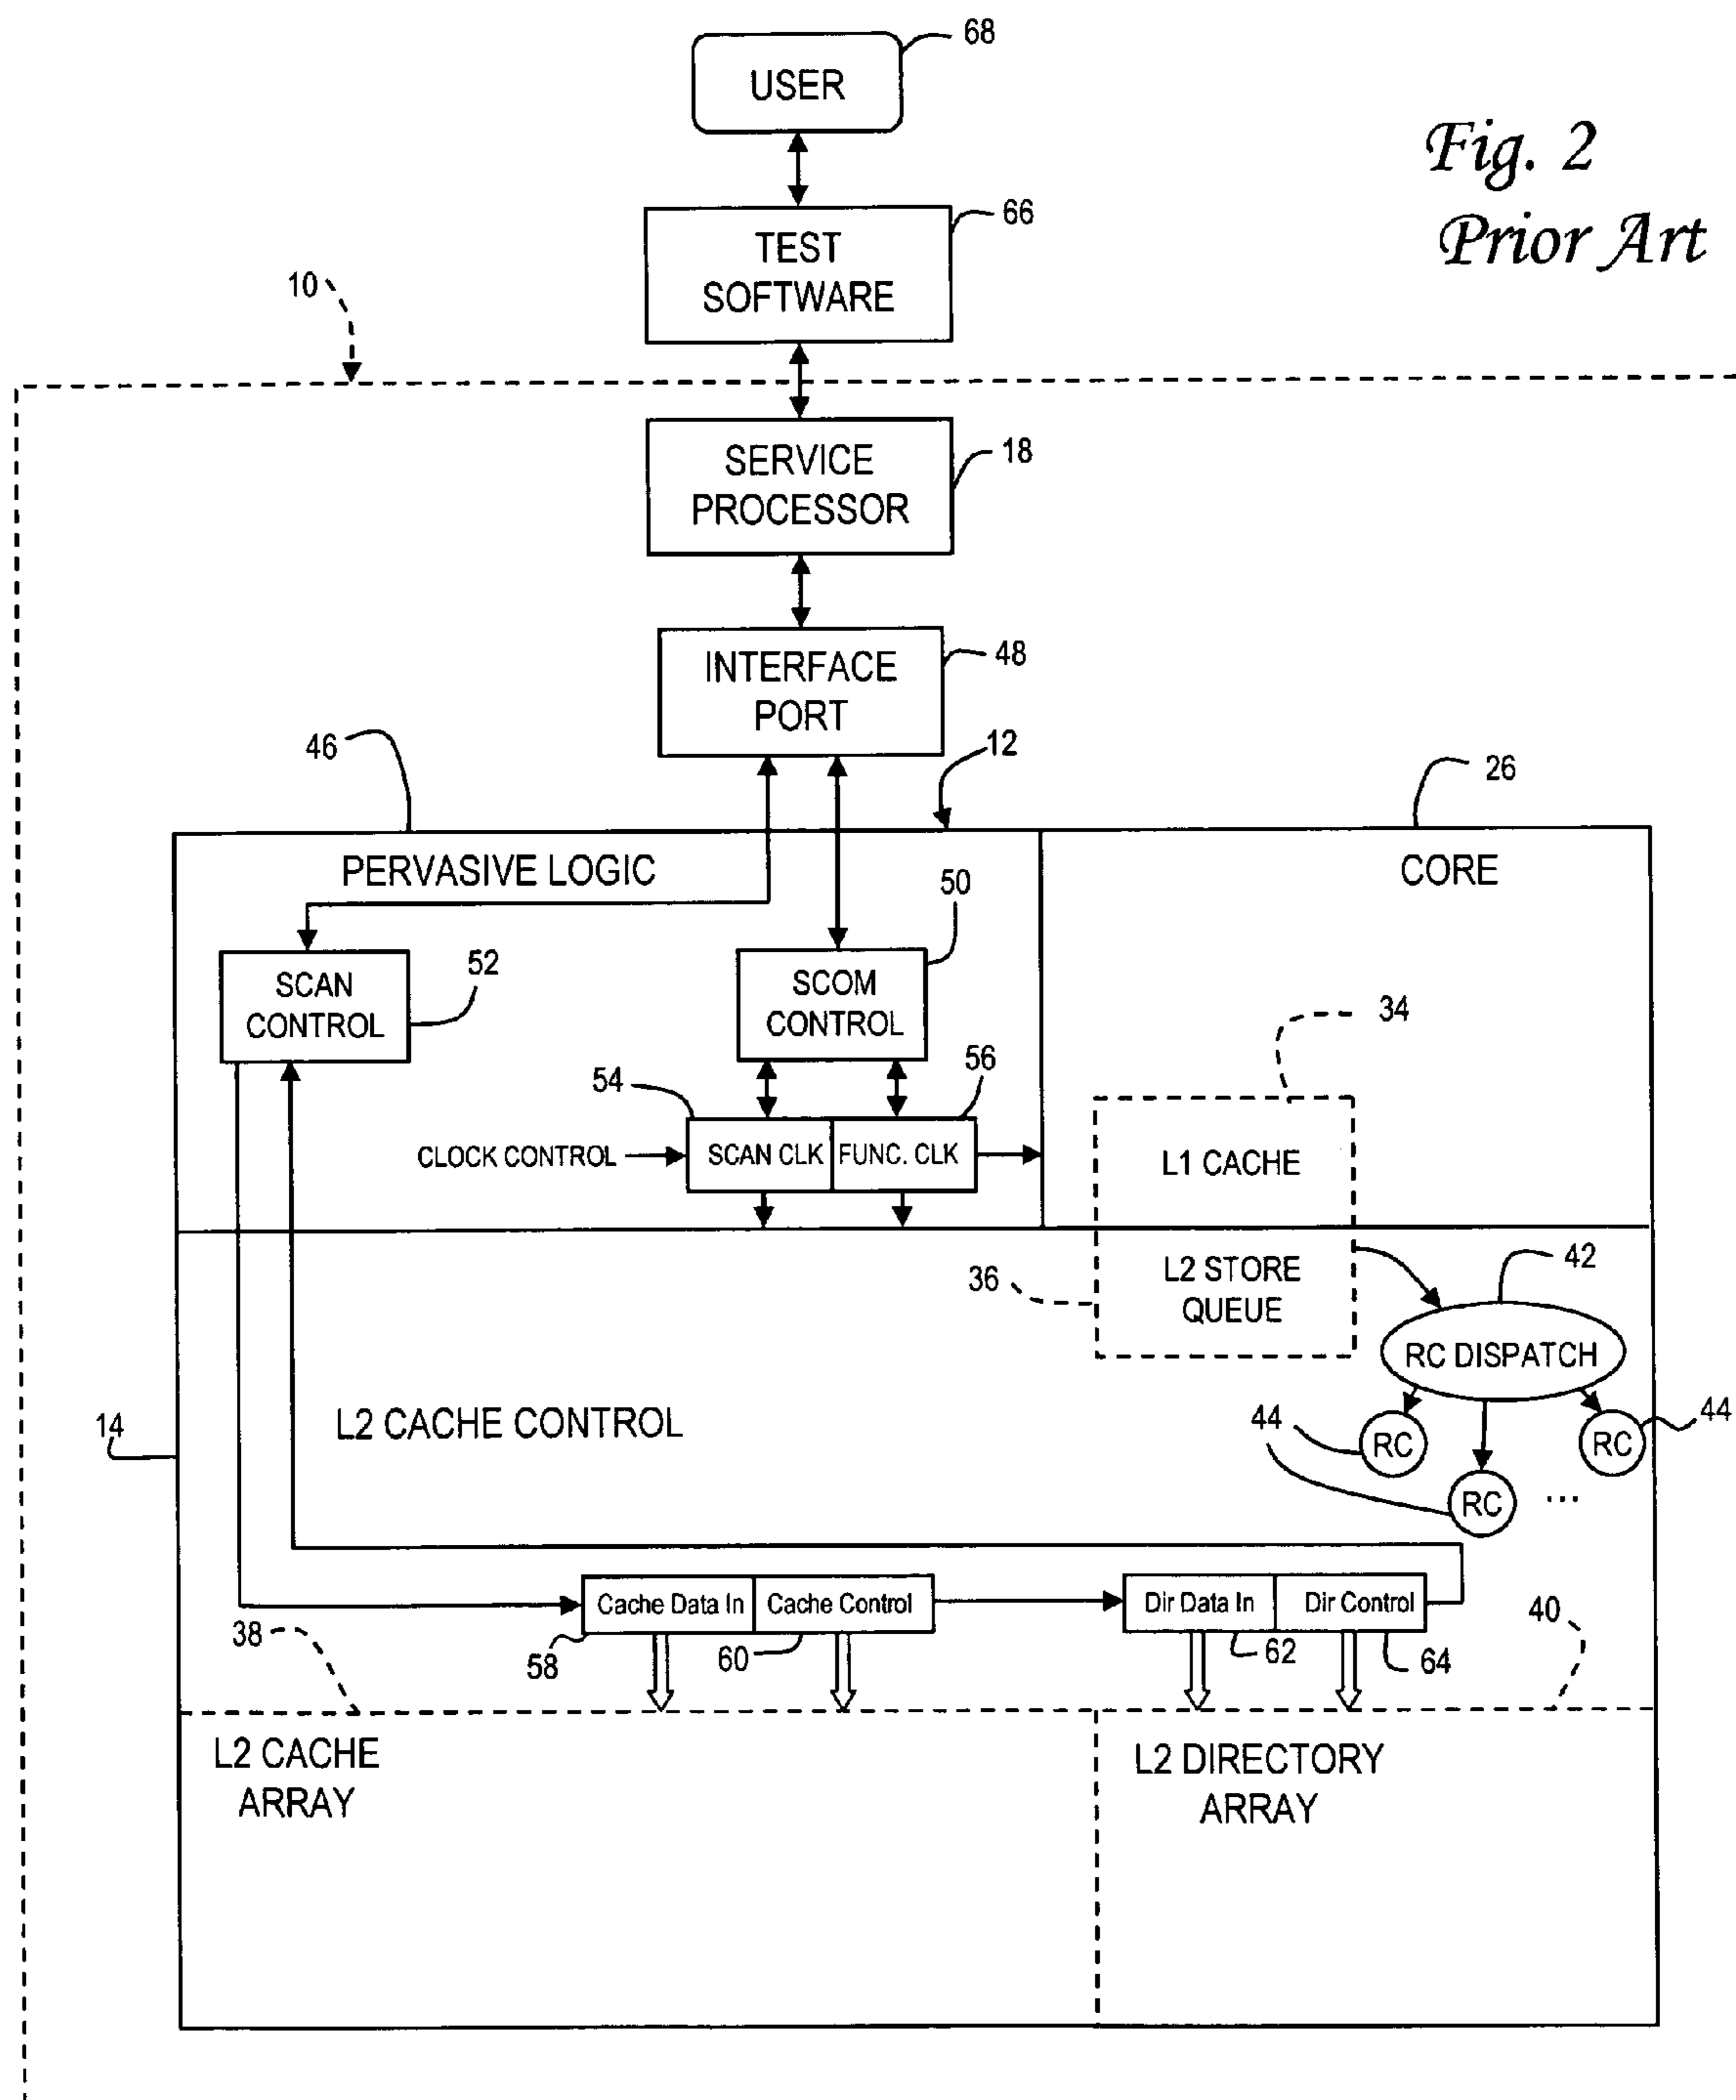 68
USER
Fig. 2
Prior Art
66
TEST
SOFTWARE
10
18
SERVICE
PROCESSOR
48
INTERFACE
PORT
46
12
26
PERVASIVE LOGIC
CORE
50
52
SCAN
CONTROL
SCOM
CONTROL
34
54
56
CLOCK CONTROL
SCAN CLK
FUNC. CLK
L1 CACHE
36
L2 STORE
QUEUE
42
RC DISPATCH
14
L2 CACHE CONTROL
44
RC
RC
44
RC
...
Cache Data In
Cache Control
Dir Data In
Dir Control
38
58
60
62
64
40
L2 CACHE
ARRAY
L2 DIRECTORY
ARRAY